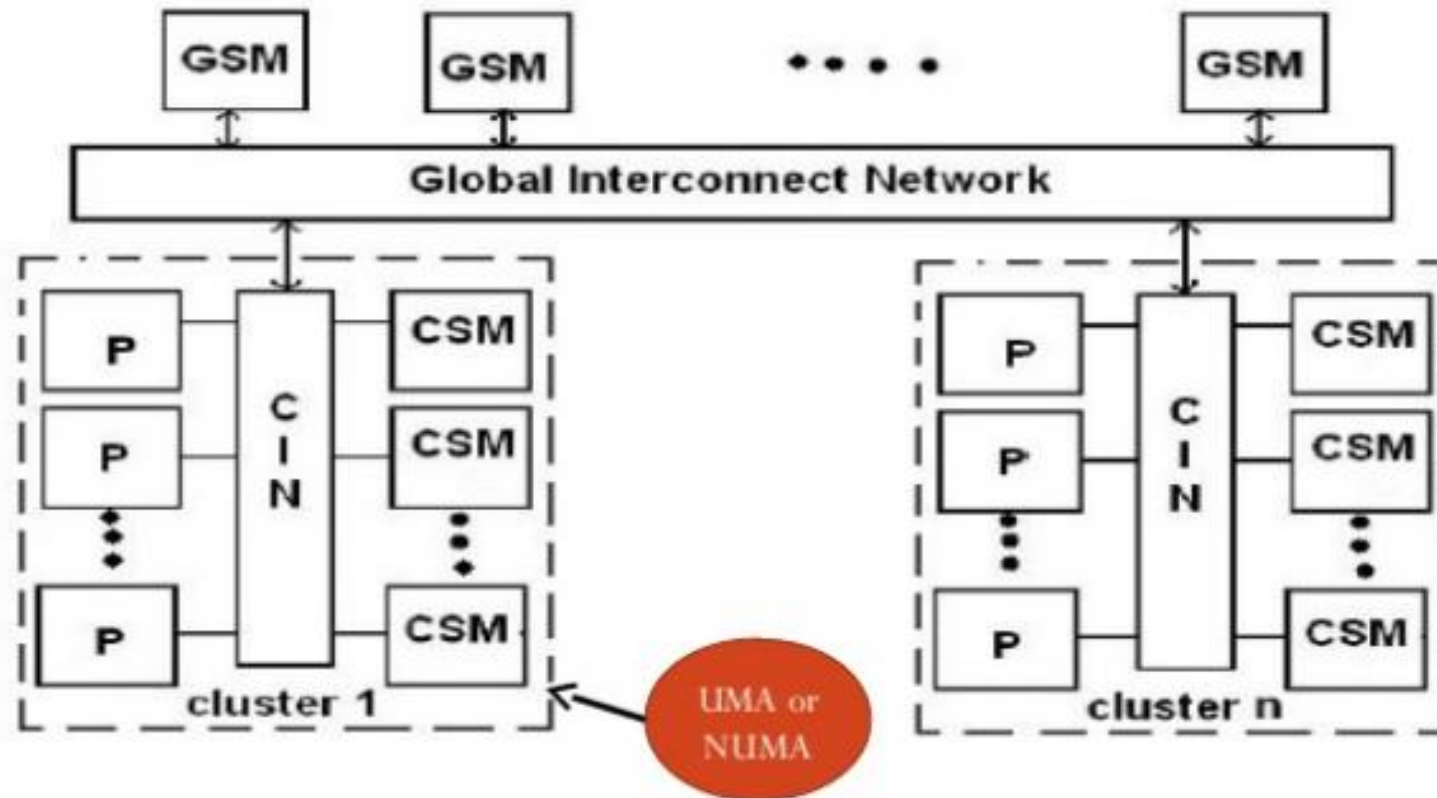 GSM GSM GSM
Global Interconnect Network
P CSM
P CSM
P CSM
C
I
N
cluster 1
UMA or
NUMA
P CSM
P CSM
P CSM
C
I
N
cluster n